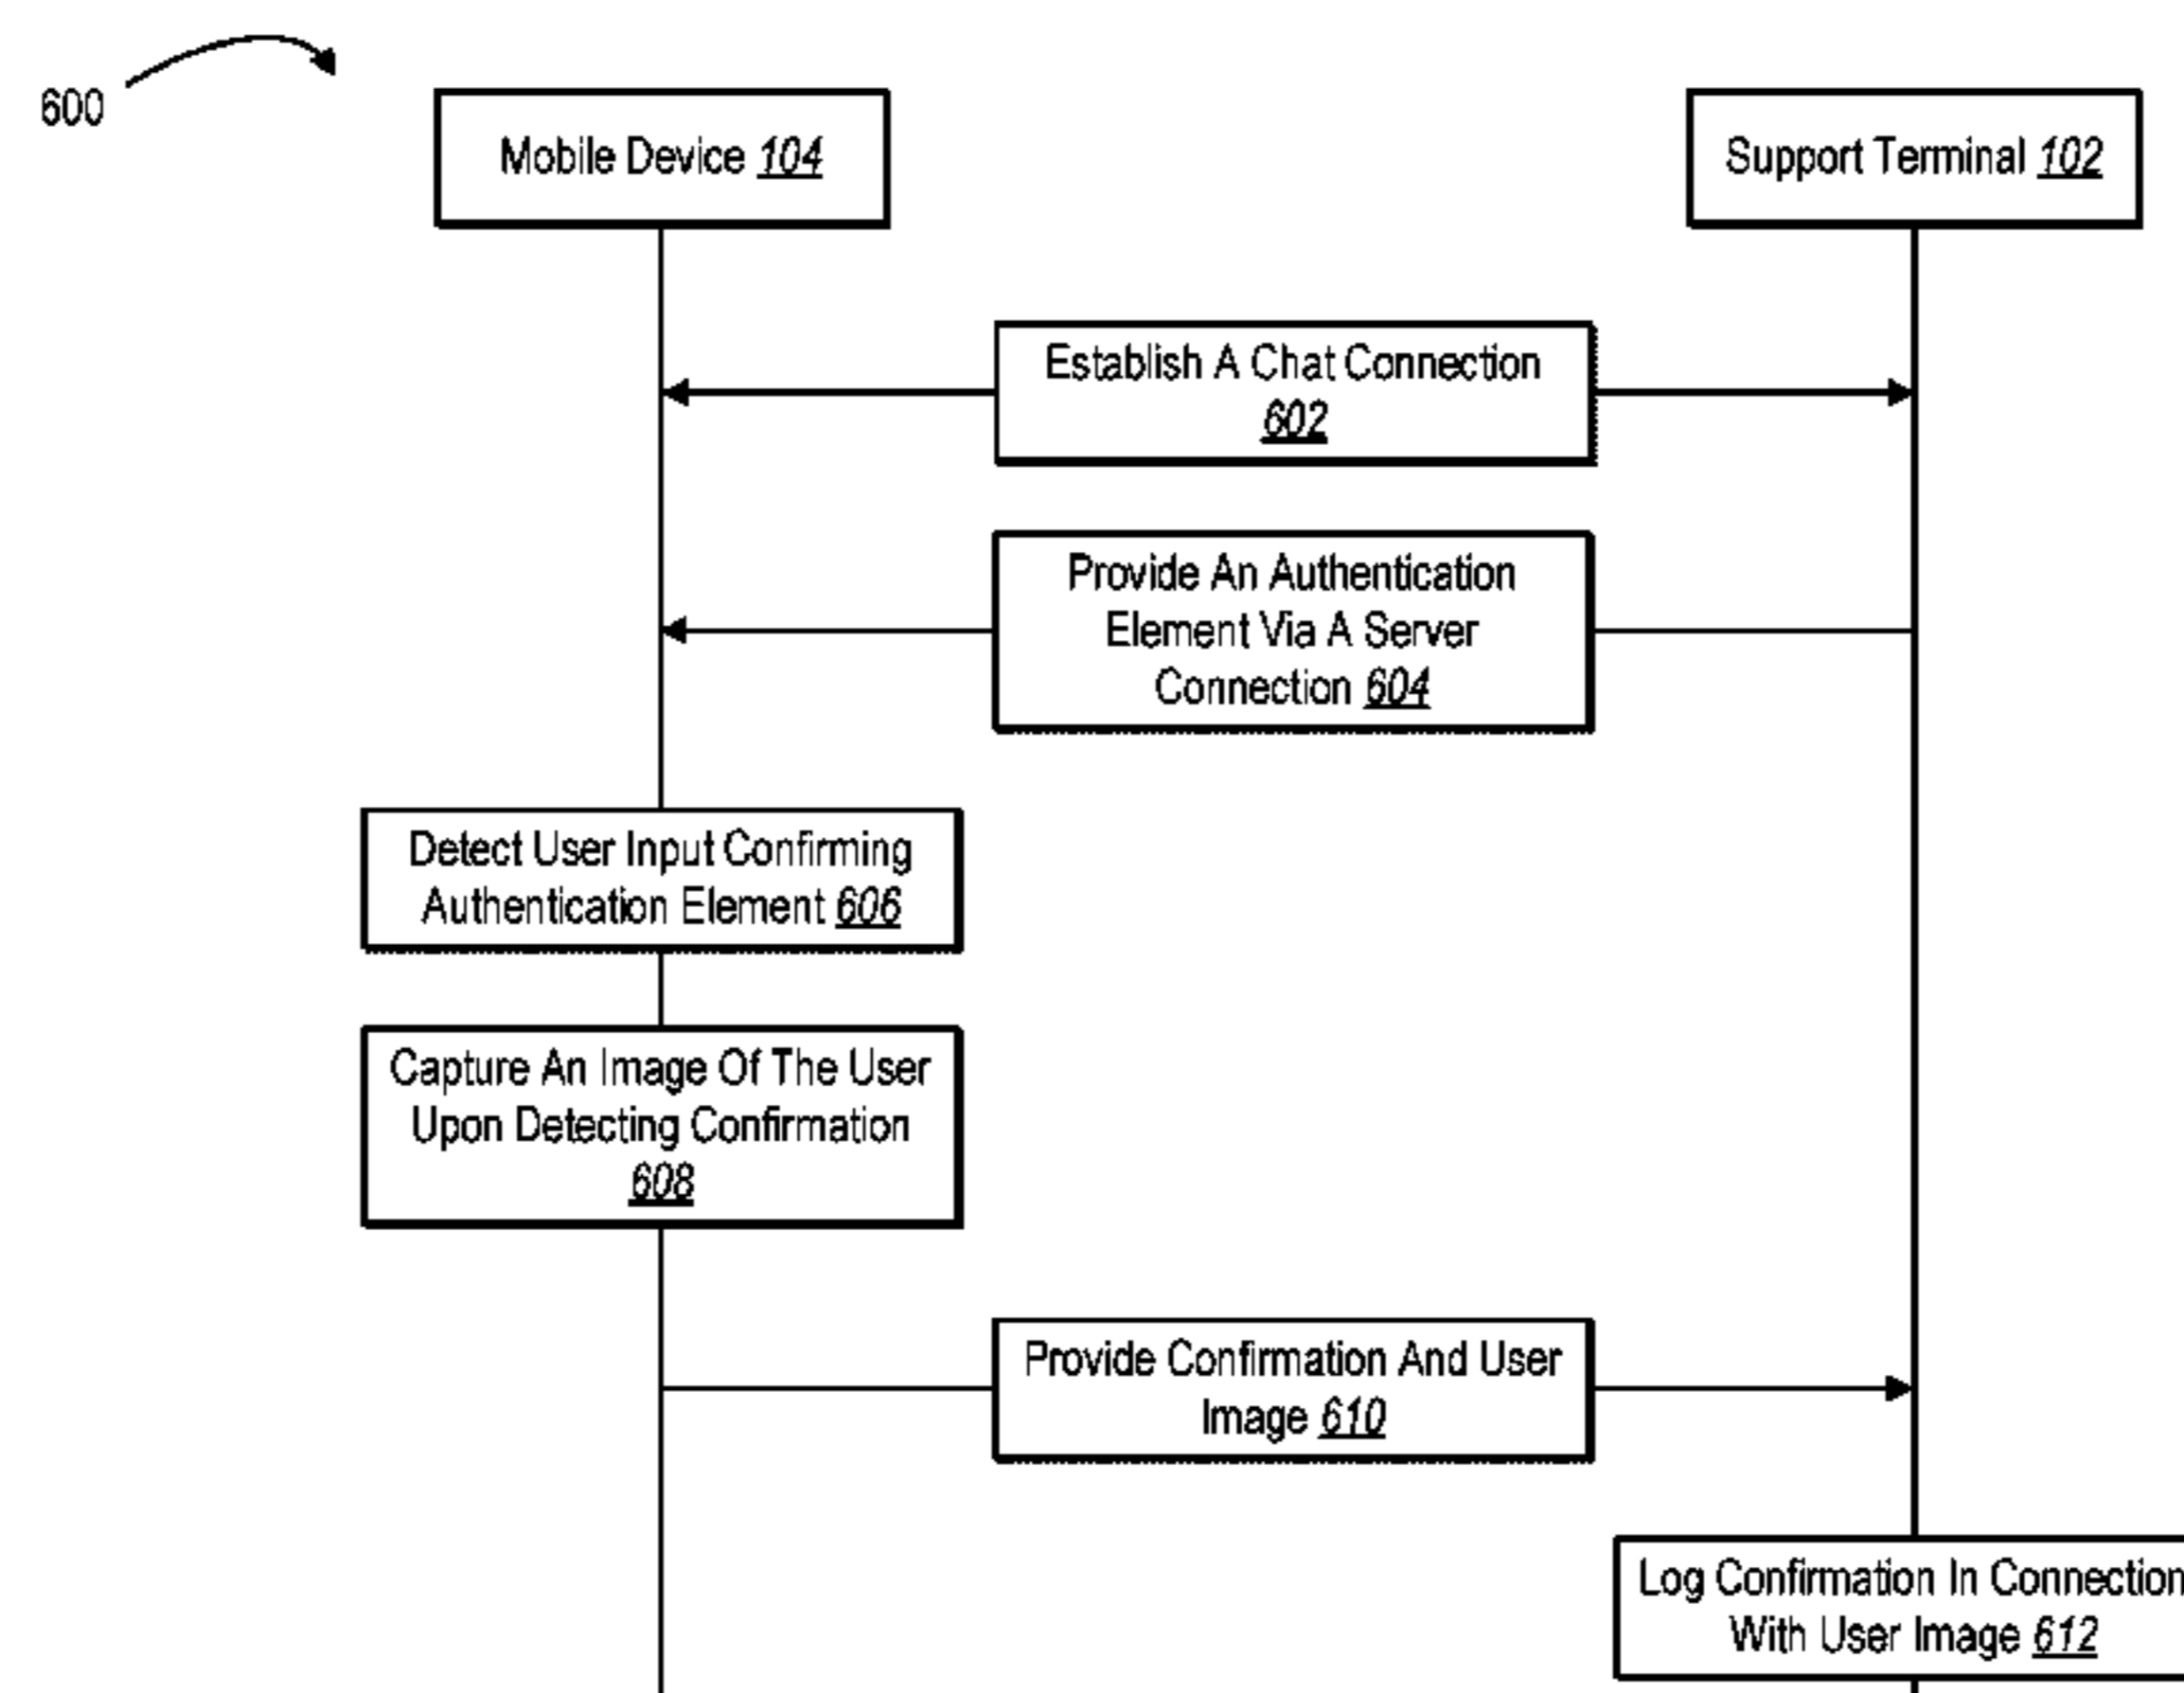 600
Mobile Device 104
Support Terminal 102
Establish A Chat Connection
602
Provide An Authentication
Element Via A Server
Connection 604
Detect User Input Confirming
Authentication Element 606
Capture An Image Of The User
Upon Detecting Confirmation
608
Provide Confirmation And User
Image 610
Log Confirmation In Connection
With User Image 612